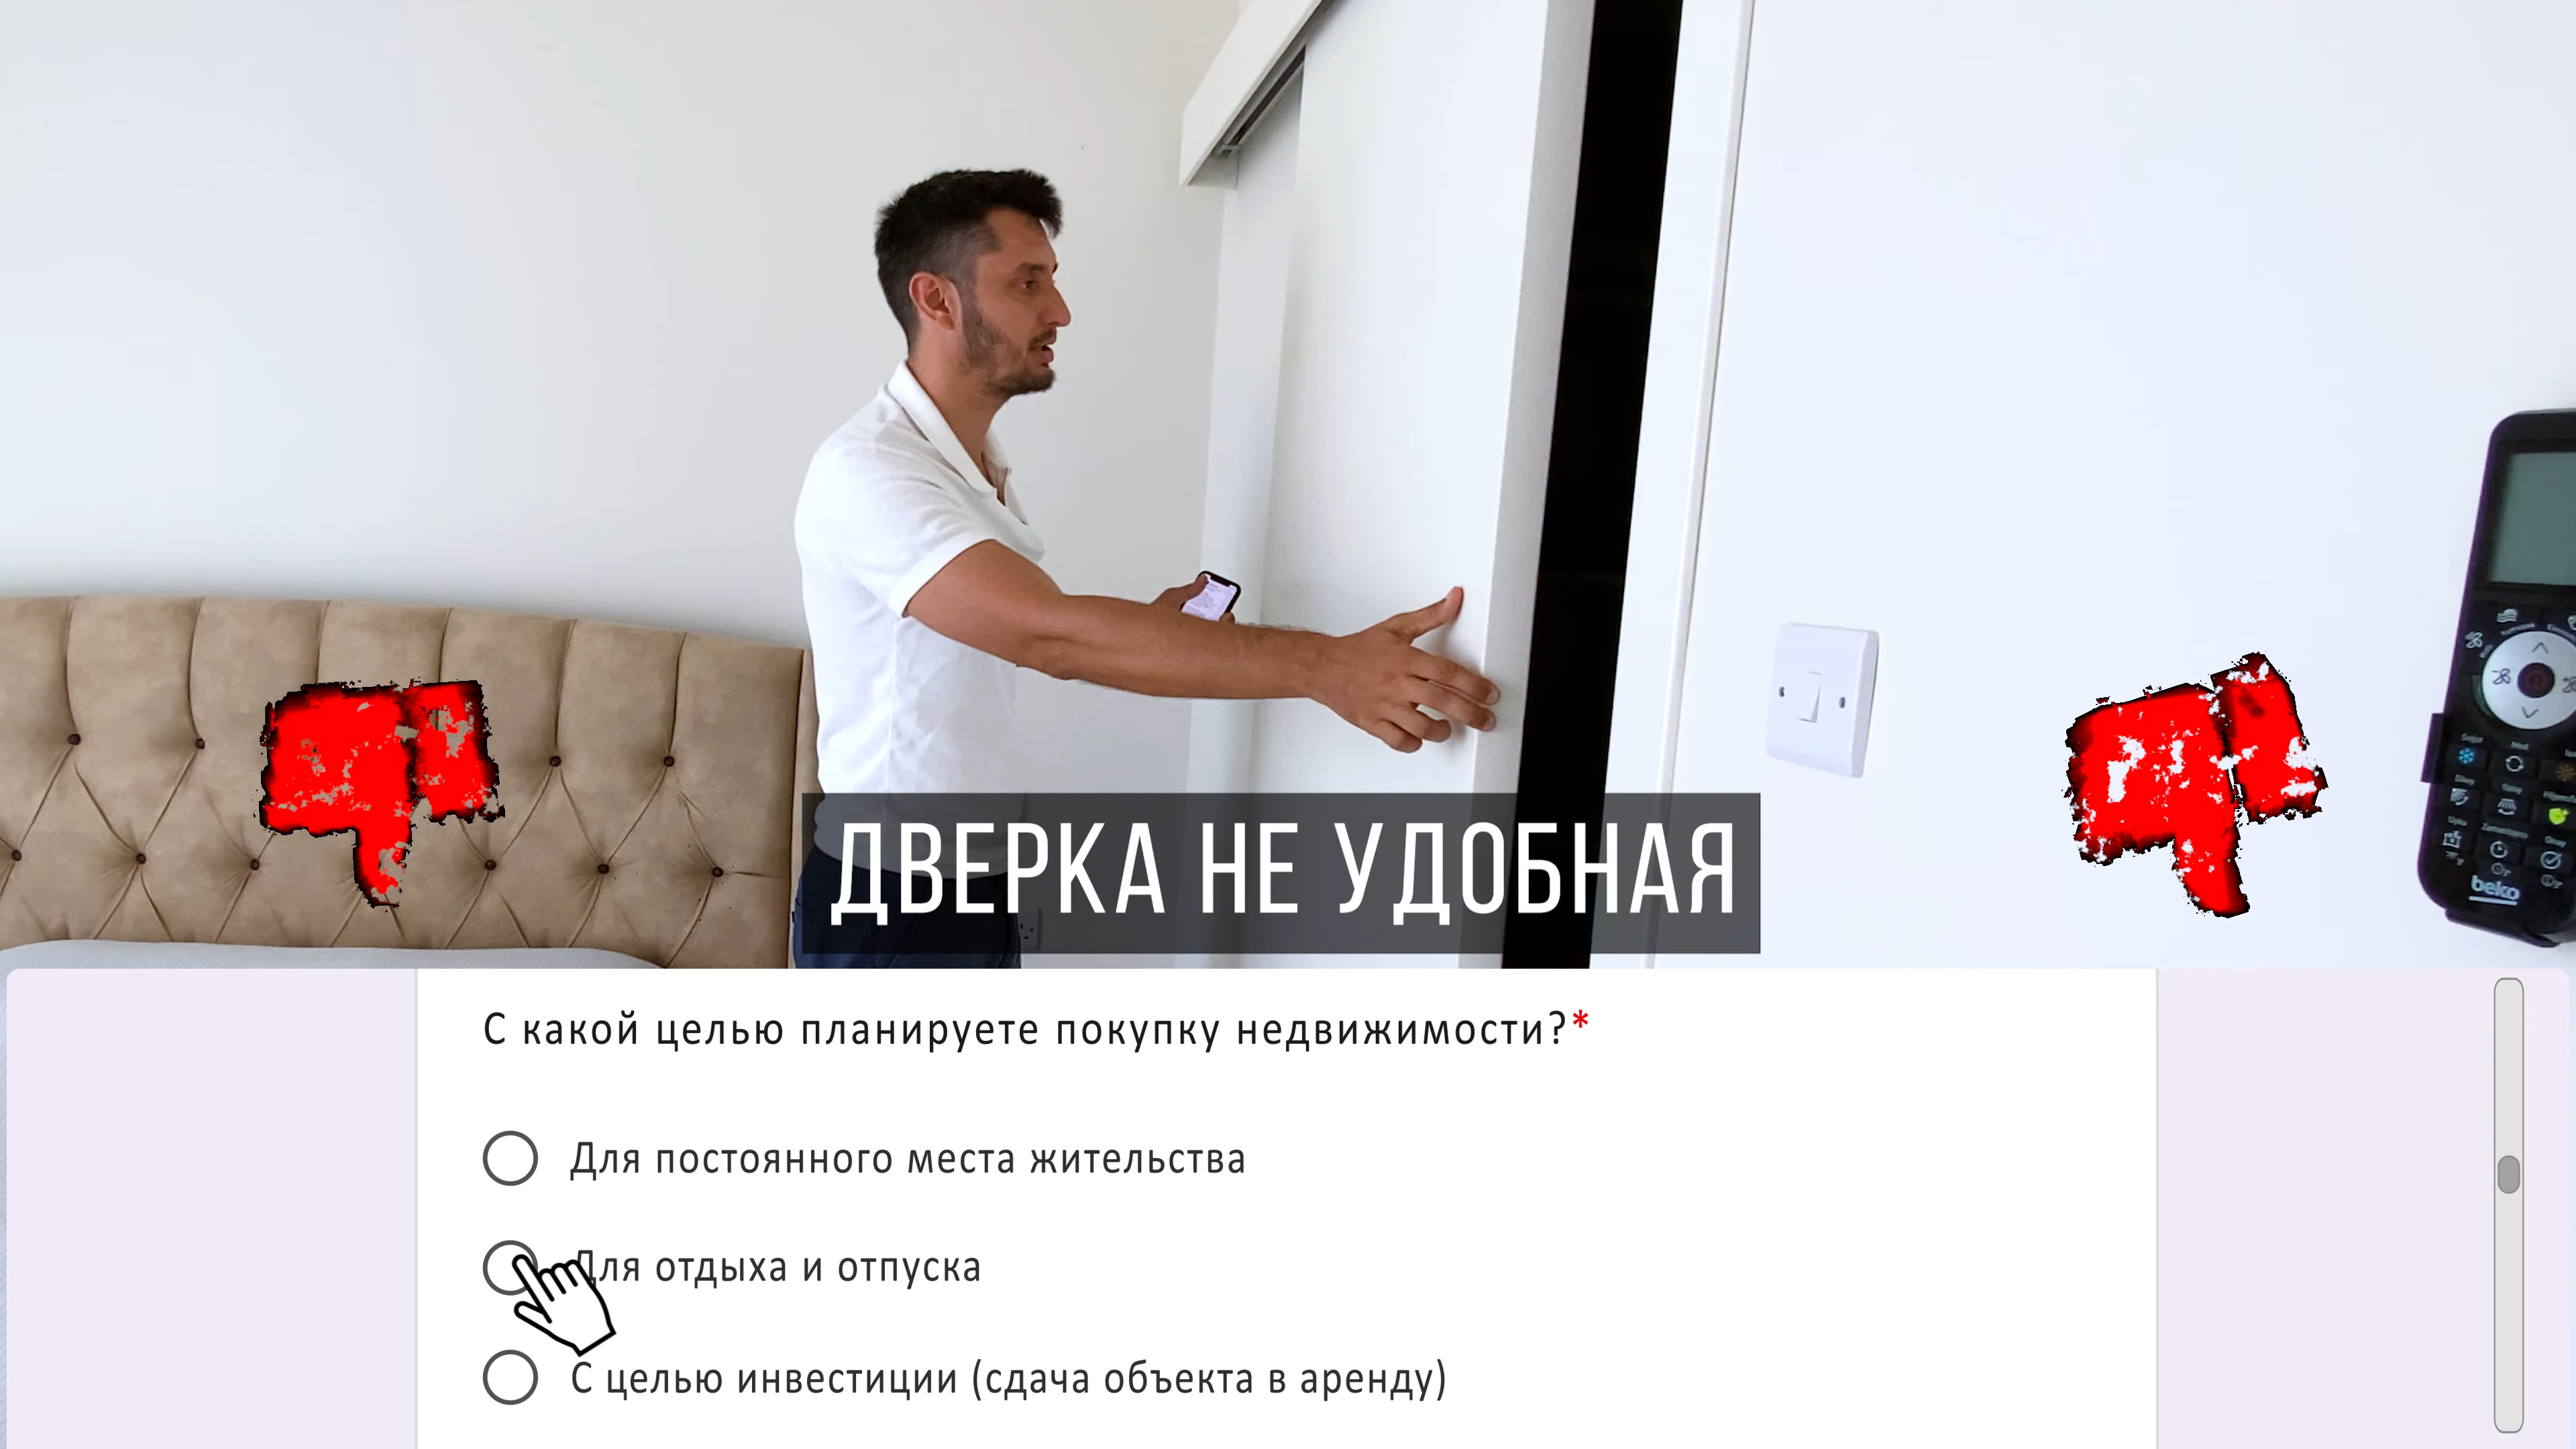 ДВЕРКА НЕ УДОБНАЯ
beko
С какой целью планируете покупку недвижимости?*
Для постоянного места жительства
Для отдыха и отпуска
С целью инвестиции (сдача объекта в аренду)